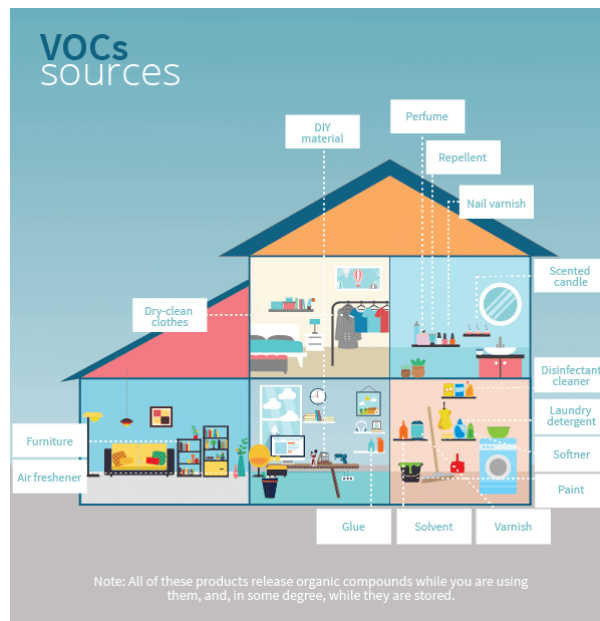 VOCs
sources
Perfume
DIY
material
Repellent
Nail varnish
Scented
candle
Dry-clean
clothes
Disinfectant
cleaner
Laundry
detergent
Furniture
Softner
Air freshener
Paint
Glue
Solvent
Varnish
Note: All of these products release organic compounds while you are using
them, and, in some degree, while they are stored.